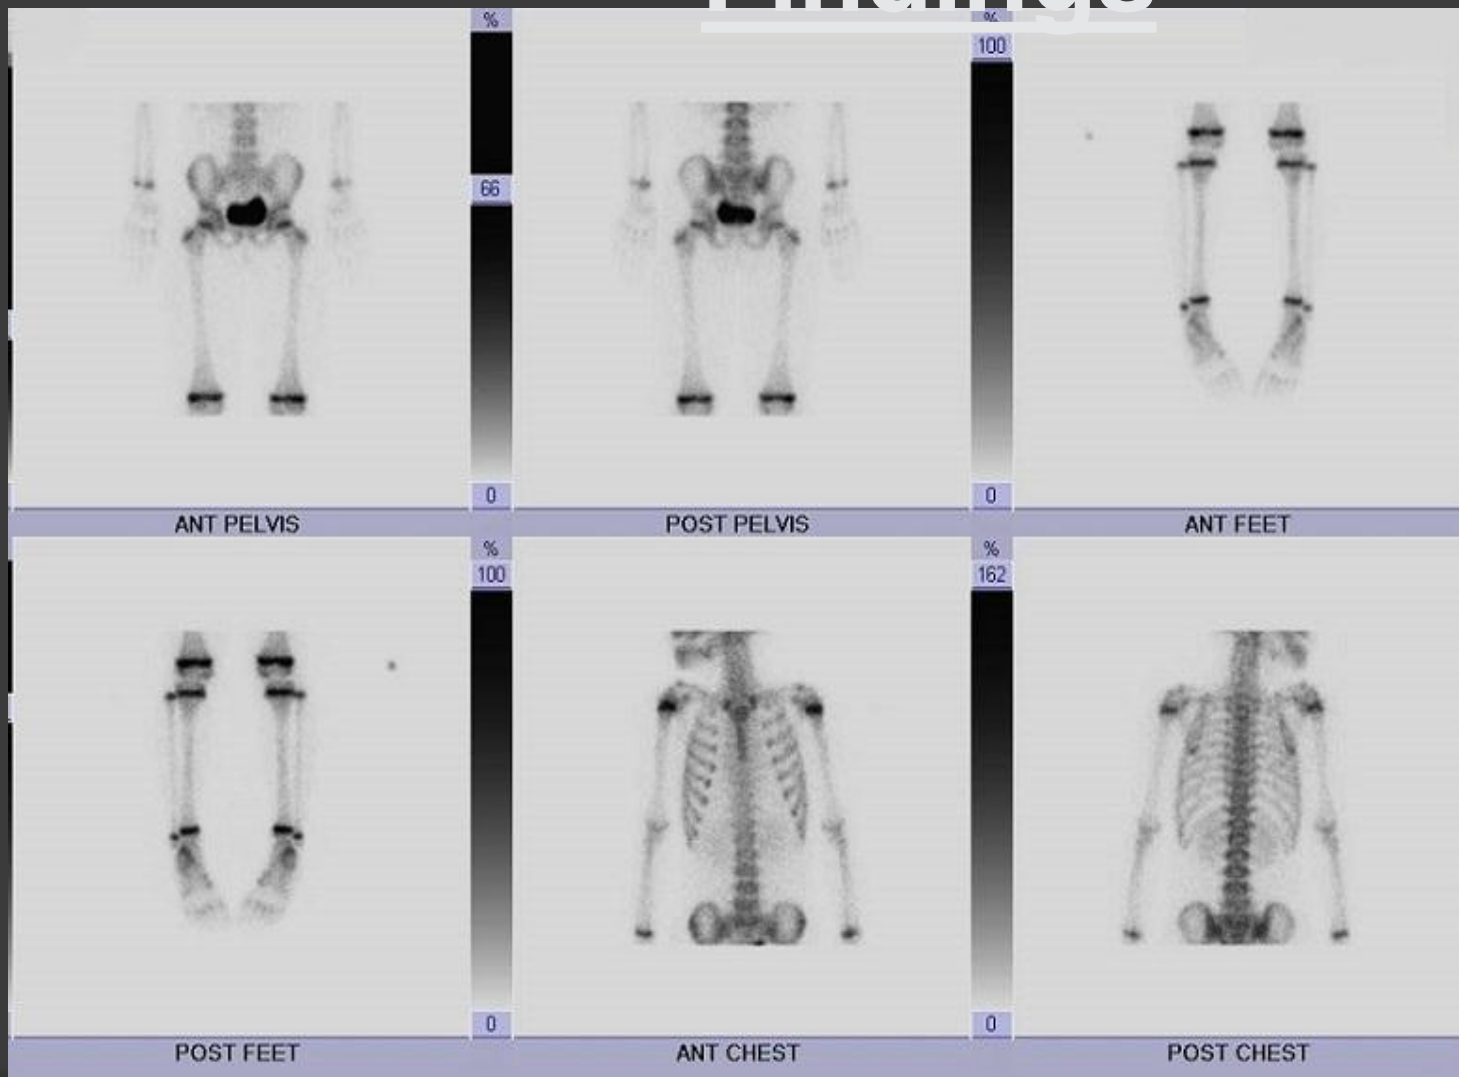 Findings
%
%
100
66
0
0
ANT PELVIS
POST PELVIS
ANT FEET
%
100
%
162
0
0
POST FEET
ANT CHEST
POST CHEST